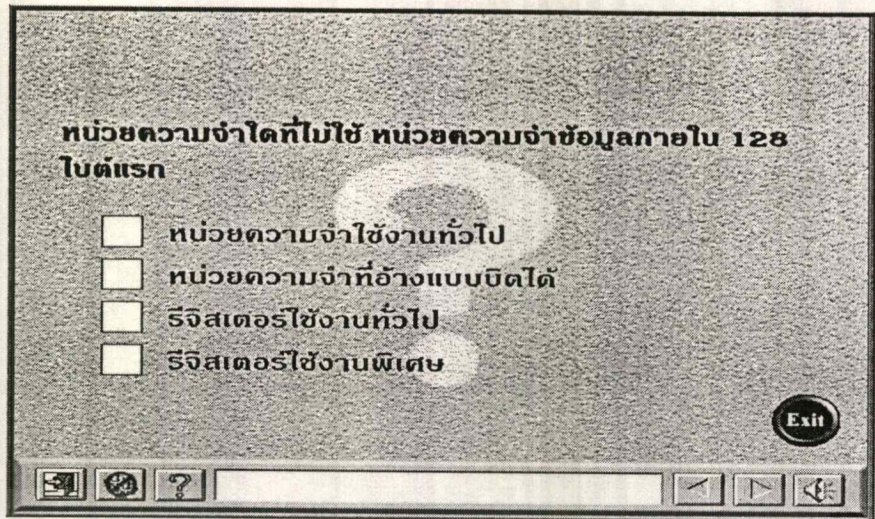 หน่วยความจำใดที่ไม่ใช่ หน่วยความจำข้อมูลภายใน 128
ไบต์แรก
หน่วยความจำใช้งานทั่วไป
หน่วยความจำที่อ้างแบบบิตได้
รีจิสเตอร์ใช้งานทั่วไป
รีจิสเตอร์ใช้งานพิเศษ
Exit
?